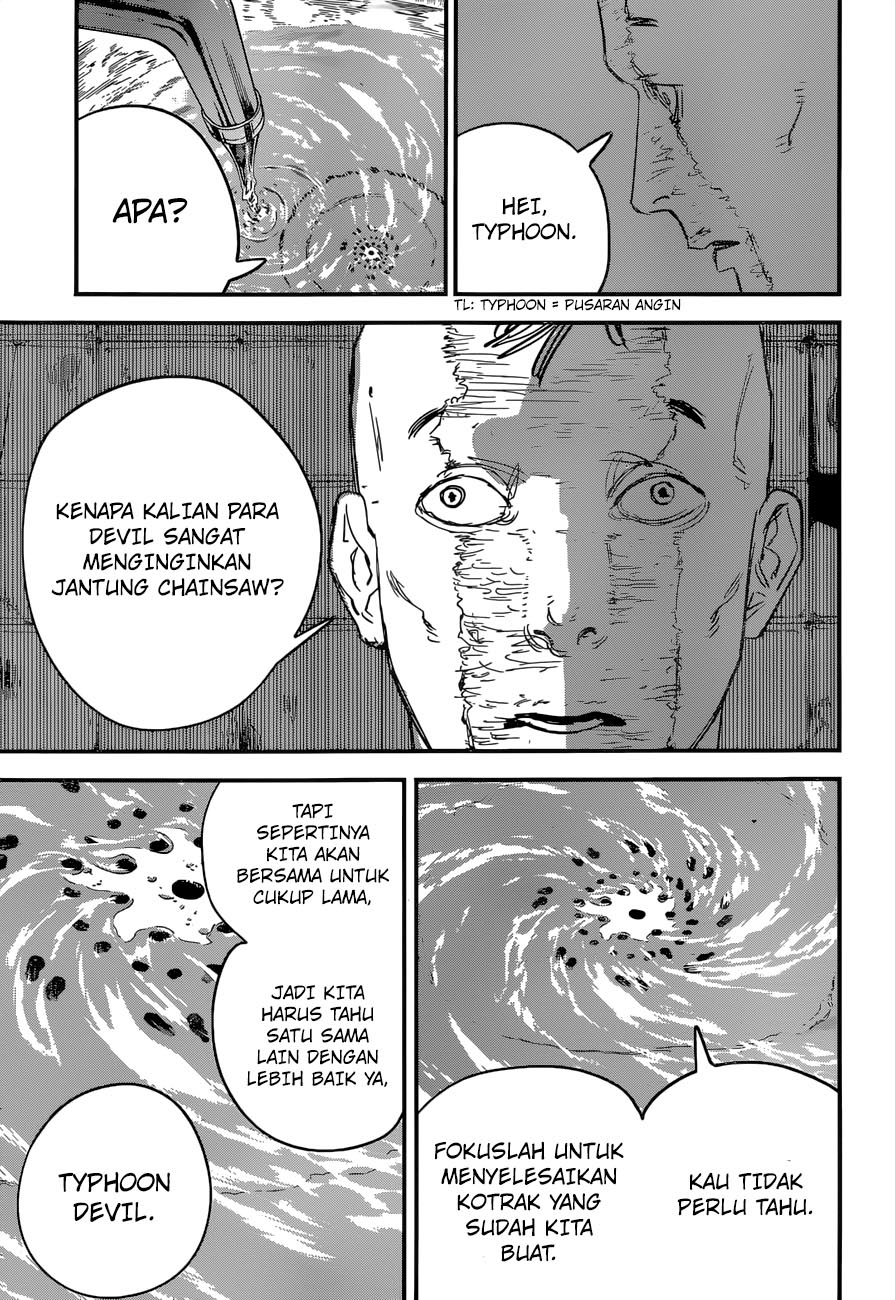 HEI,
TYPHOON.
TL: TYPHOON = PUSARAN ANGIN
APA?
KENAPA KALIAN PARA
DEVIL SANGAT
MENGINGINKAN
JANTUNG CHAINSAW?
KAU TIDAK
PERLU TAHU.
FOKUSLAH UNTUK
MENYELESAIKAN
KOTRAK YANG
SUDAH KITA
BUAT.
TAPI
SEPERTINYA
KITA AKAN
BERSAMA UNTUK
CUKUP LAMA,
JADI KITA
HARUS TAHU
SATU SAMA
LAIN DENGAN
LEBIH BAIK YA,
TYPHOON
DEVIL.